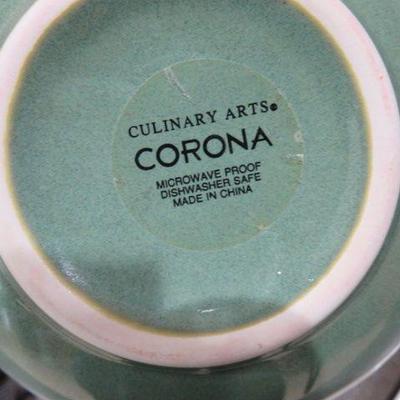 CULINARY ARTS®
CORONA
MICROWAVE PROOF
DISHWASHER SAFE
MADE IN CHINA